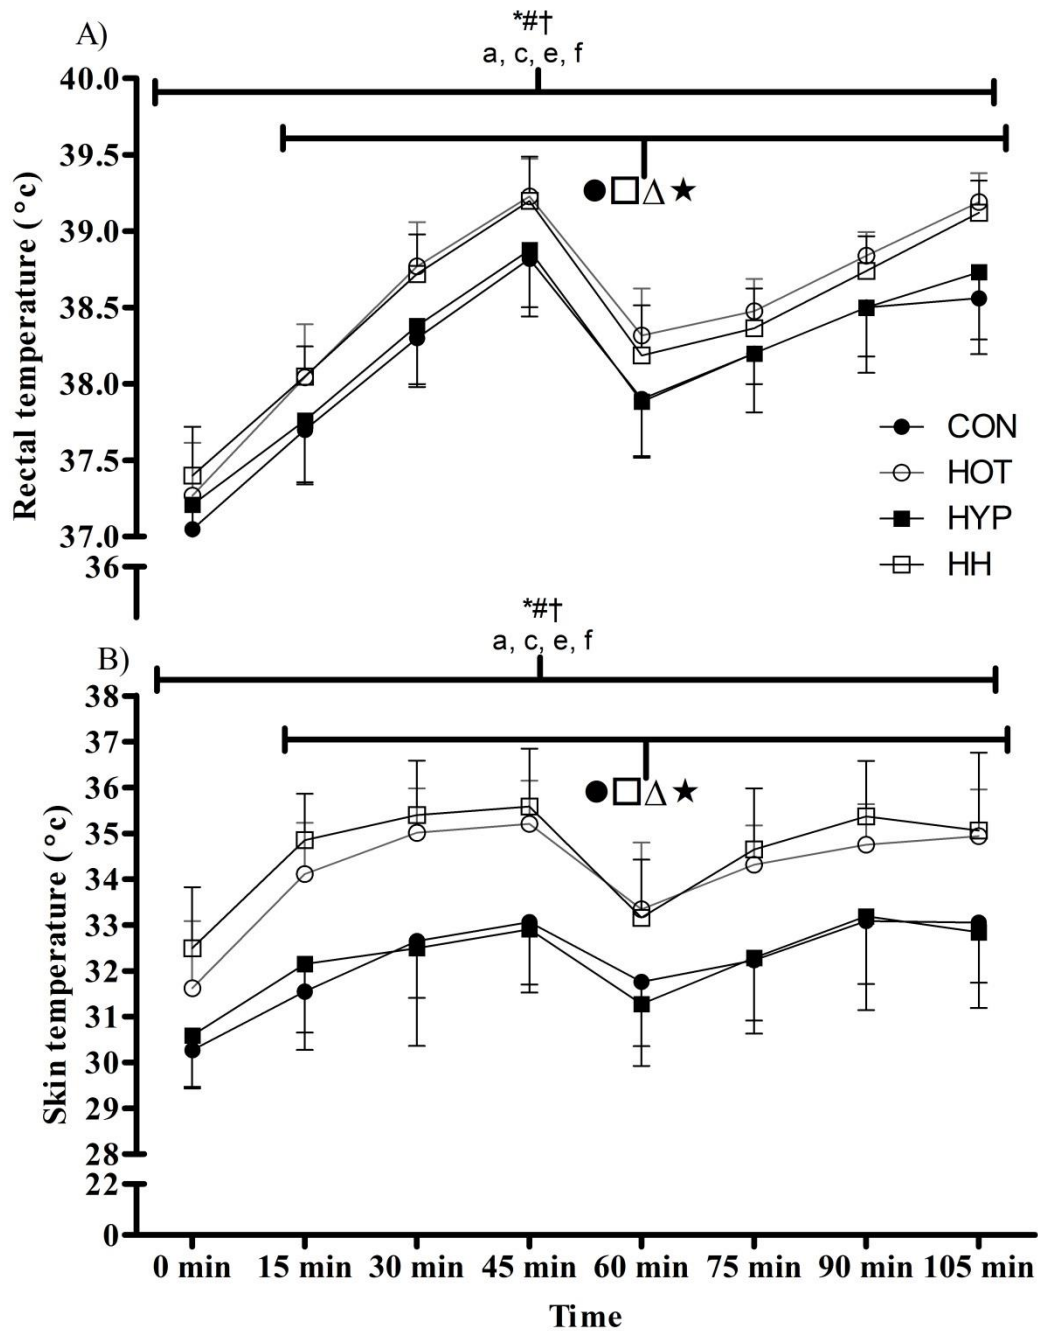 A)
*#†
a, c, e, f
40.0
39.5
39.0
38.5
38.0
37.5
37.0
36
Rectal temperature (°c)
●□△★
CON
HOT
HYP
HH
B)
*#†
a, c, e, f
38
37
36
35
34
33
32
31
30
29
28
22
0
Skin temperature (°c)
●□△★
0 min 15 min 30 min 45 min 60 min 75 min 90 min 105 min
Time